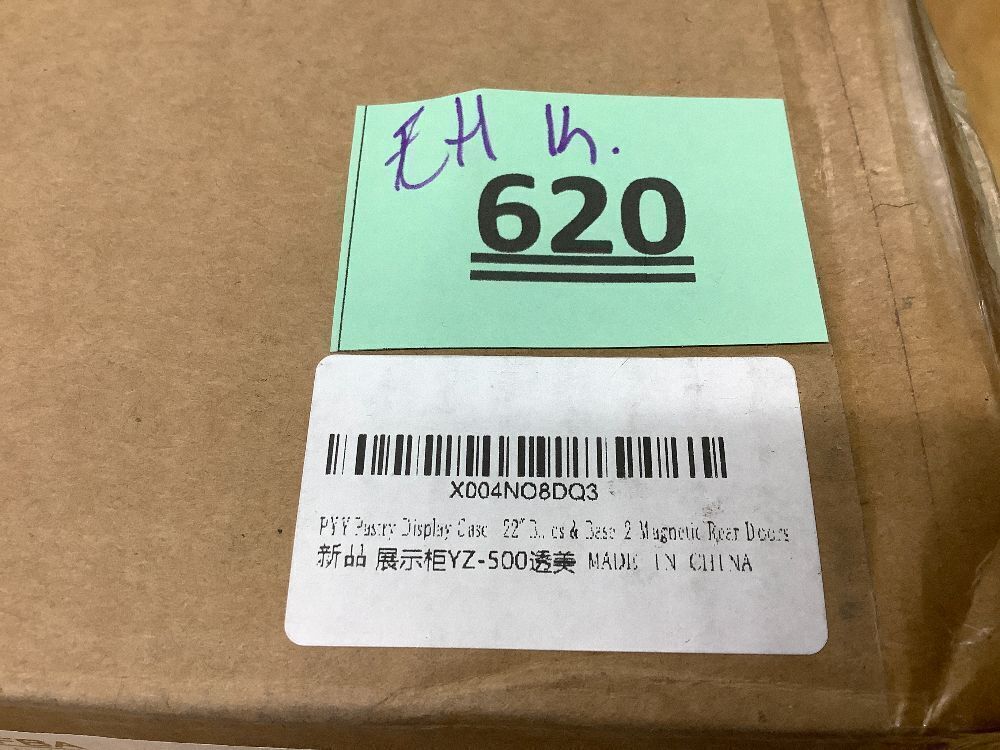 EH
620
X004NO8DQ3
PYY Pastry Display Case 22" & Base 2 Magnetic Rear Doors
新品 展示柜YZ-500透美 MADE IN CHINA